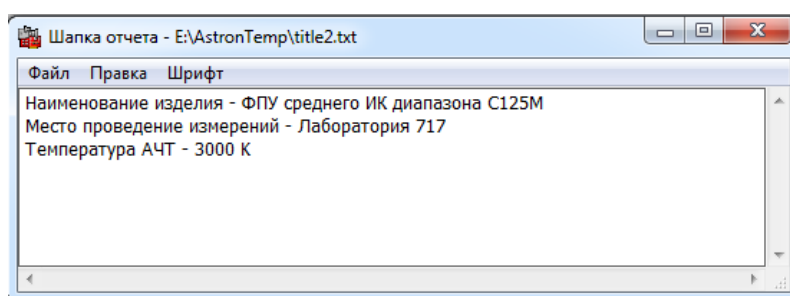 Шапка отчета - E:\AstronTemp\title2.txt
Файл Правка Шрифт
Наименование изделия - ФПУ среднего ИК диапазона С125М
Место проведение измерений - Лаборатория 717
Температура АЧТ - 3000 К